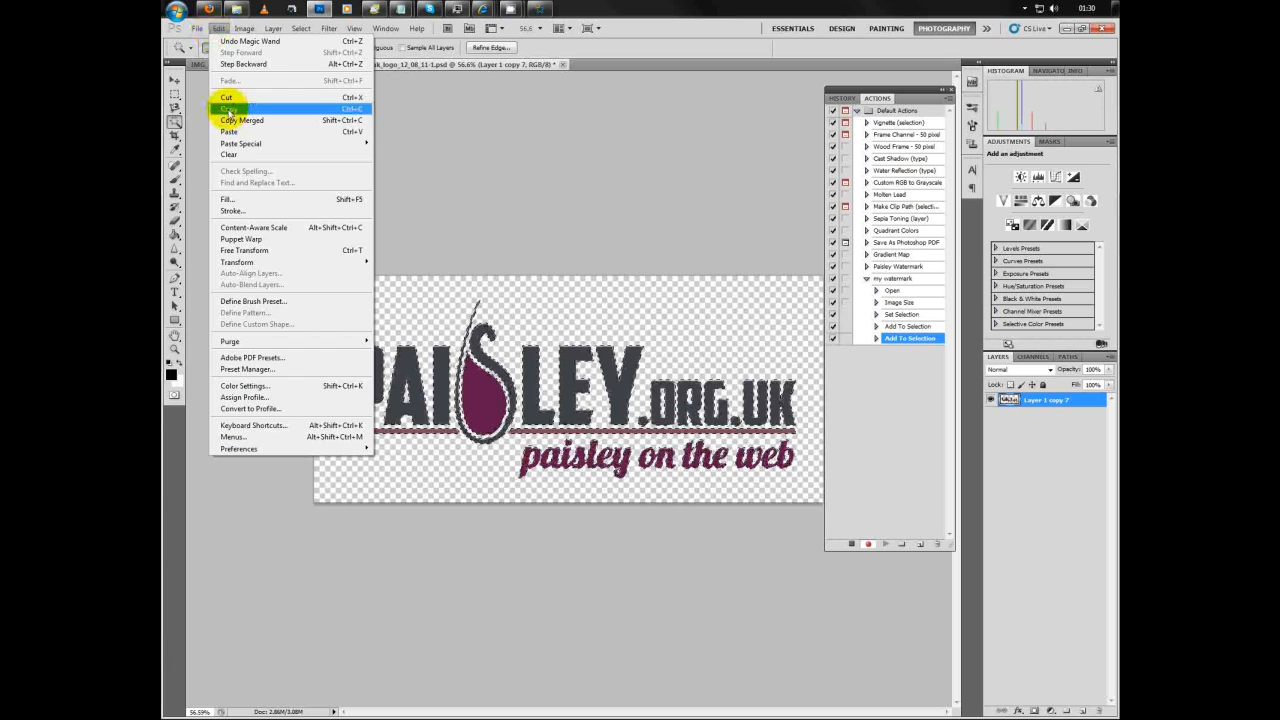 01:30
File Edit Image Layer Select Filter Analysis View Window Help
56.6
ESSENTIALS DESIGN PAINTING PHOTOGRAPHY CS Live
Sample All Layers Refine Edge...
uk_logo_12_08_11-1.psd @ 56.6% (Layer 1 copy 7, RGB/8) *
Undo Magic Wand Ctrl+Z
Step Forward Shift+Ctrl+Z
Step Backward Alt+Ctrl+Z
Fade... Shift+Ctrl+F
Cut Ctrl+X
Copy Ctrl+C
Copy Merged Shift+Ctrl+C
Paste Ctrl+V
Paste Special
Clear
Check Spelling...
Find and Replace Text...
Fill... Shift+F5
Stroke...
Content-Aware Scale Alt+Shift+Ctrl+C
Puppet Warp
Free Transform Ctrl+T
Transform
Auto-Align Layers...
Auto-Blend Layers...
Define Brush Preset...
Define Pattern...
Define Custom Shape...
Purge
Adobe PDF Presets...
Preset Manager...
Color Settings... Shift+Ctrl+K
Assign Profile...
Convert to Profile...
Keyboard Shortcuts... Alt+Shift+Ctrl+K
Menus... Alt+Shift+Ctrl+M
Preferences
PAISLEY.ORG.UK
paisley on the web
HISTORY ACTIONS
Default Actions
Vignette (selection)
Frame Channel - 50 pixel
Wood Frame - 50 pixel
Cast Shadow (type)
Water Reflection (type)
Custom RGB to Grayscale
Molten Lead
Make Clip Path (selecti...
Sepia Toning (layer)
Quadrant Colors
Save As Photoshop PDF
Gradient Map
Paisley Watermark
my watermark
Open
Image Size
Set Selection
Add To Selection
Add To Selection
HISTOGRAM NAVIGATO INFO
ADJUSTMENTS MASKS
Add an adjustment
Levels Presets
Curves Presets
Exposure Presets
Hue/Saturation Presets
Black & White Presets
Channel Mixer Presets
Selective Color Presets
LAYERS CHANNELS PATHS
Normal Opacity: 100%
Lock: Fill: 100%
Layer 1 copy 7
56.59% Doc: 2.86M/3.08M